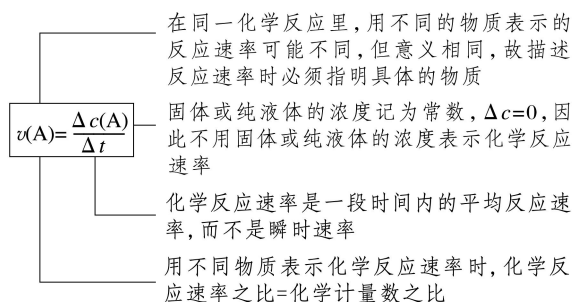 在同一化学反应里,用不同的物质表示的
反应速率可能不同,但意义相同,故描述
反应速率时必须指明具体的物质
v(A)=Δc(A)/Δt
固体或纯液体的浓度记为常数,Δc=0,因
此不用固体或纯液体的浓度表示化学反应
速率
化学反应速率是一段时间内的平均反应速
率,而不是瞬时速率
用不同物质表示化学反应速率时,化学反
应速率之比=化学计量数之比